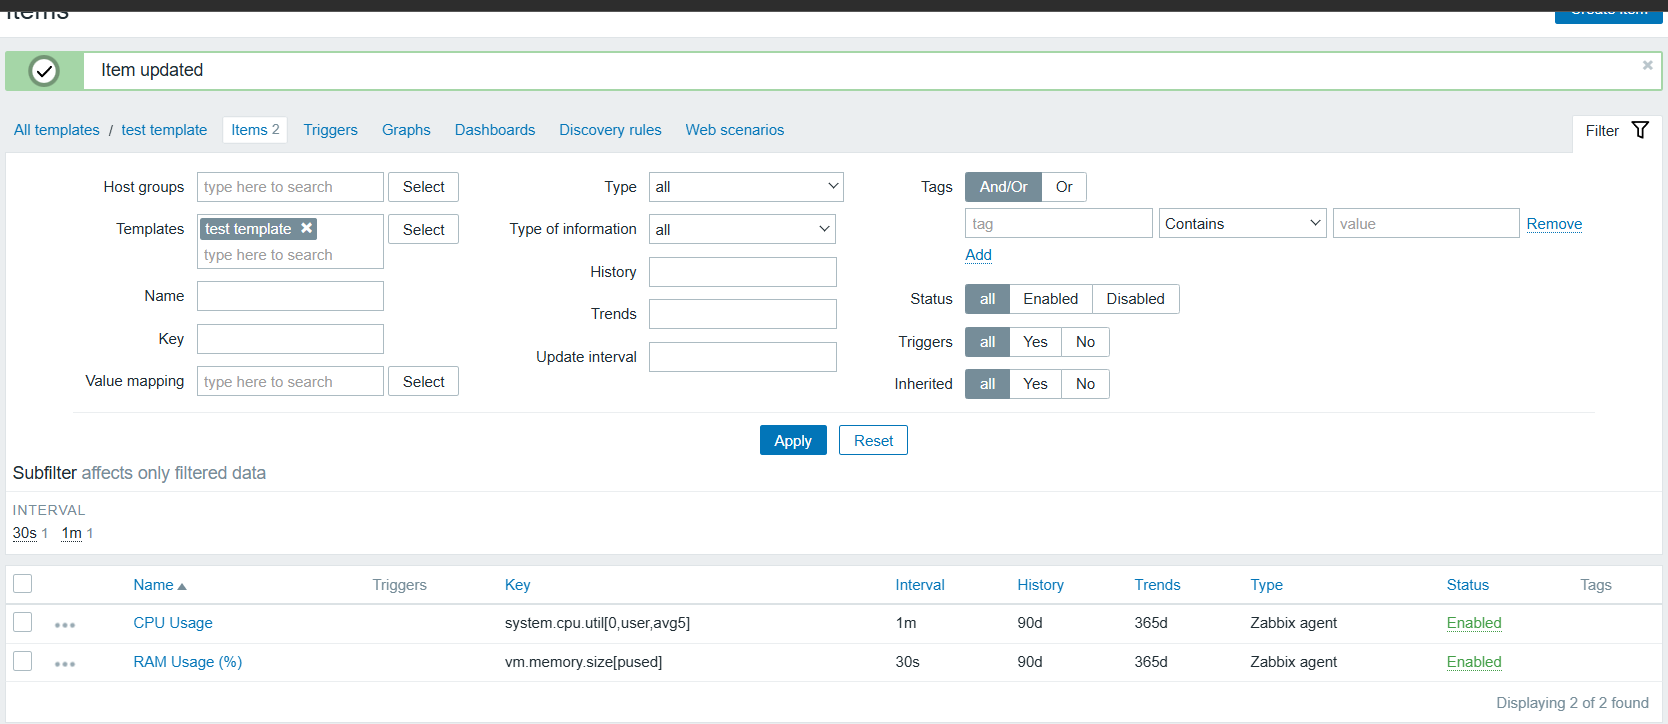 Items
Create item
Item updated
All templates / test template Items 2 Triggers Graphs Dashboards Discovery rules Web scenarios
Filter
Host groups type here to search Select
Type all
Tags And/Or Or
Templates test template Select
type here to search
Type of information all
tag Contains value Remove
Add
History
Name
Status all Enabled Disabled
Trends
Key
Triggers all Yes No
Update interval
Value mapping type here to search Select
Inherited all Yes No
Apply Reset
Subfilter affects only filtered data
INTERVAL
30s 1 1m 1
Name Triggers Key Interval History Trends Type Status Tags
CPU Usage system.cpu.util[0,user,avg5] 1m 90d 365d Zabbix agent Enabled
RAM Usage (%) vm.memory.size[pused] 30s 90d 365d Zabbix agent Enabled
Displaying 2 of 2 found